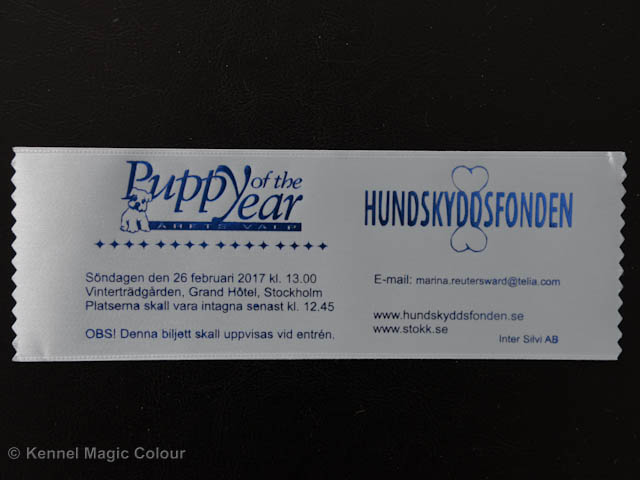 Puppy of the Year
ÅRETS VALP
Söndagen den 26 februari 2017 kl. 13.00
Vinterträdgården, Grand Hôtel, Stockholm
Platserna skall vara intagna senast kl. 12.45
OBS! Denna biljett skall uppvisas vid entrén.
HUNDSKYDDSFONDEN
E-mail: marina.reutersward@telia.com
www.hundskyddsfonden.se
www.stokk.se
Inter Silvi AB
© Kennel Magic Colour